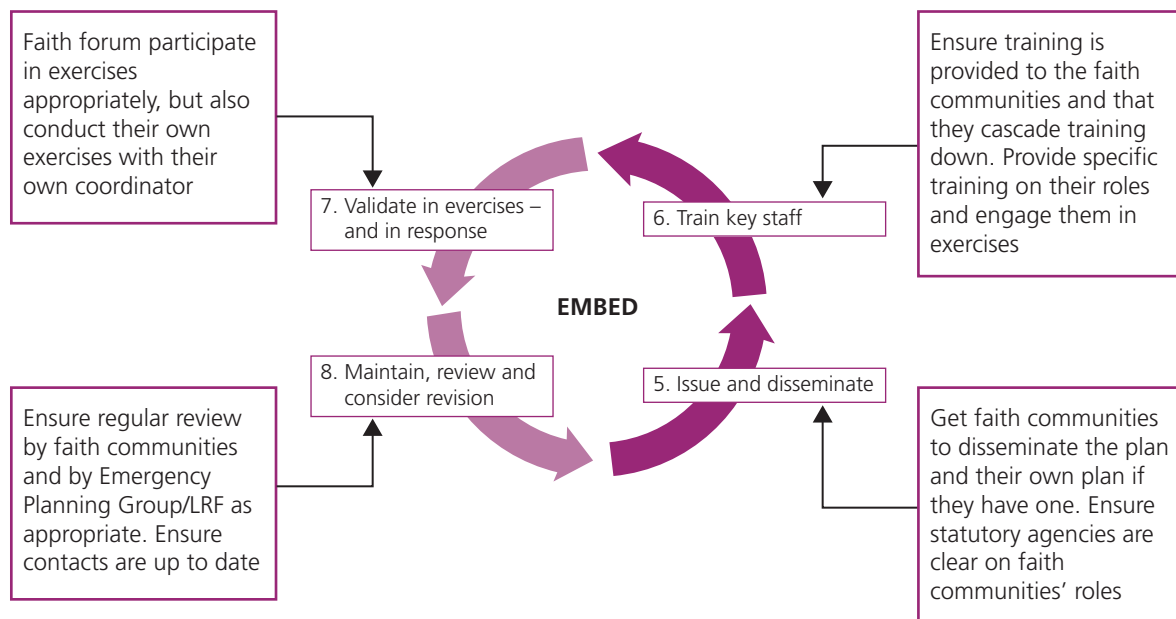 Faith forum participate
in exercises
appropriately, but also
conduct their own
exercises with their
own coordinator
Ensure training is
provided to the faith
communities and that
they cascade training
down. Provide specific
training on their roles
and engage them in
exercises
7. Validate in exercises –
and in response
6. Train key staff
EMBED
8. Maintain, review and
consider revision
5. Issue and disseminate
Ensure regular review
by faith communities
and by Emergency
Planning Group/LRF as
appropriate. Ensure
contacts are up to date
Get faith communities
to disseminate the plan
and their own plan if
they have one. Ensure
statutory agencies are
clear on faith
communities’ roles